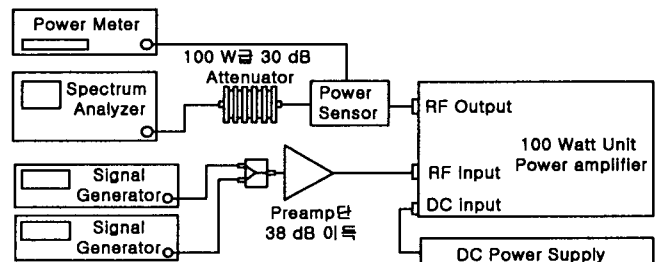 Power Meter
100 W급 30 dB
Attenuator
Spectrum
Analyzer
Power
Sensor
RF Output
100 Watt Unit
Power amplifier
Signal
Generator
RF Input
Preamp단
38 dB 이득
DC Input
Signal
Generator
DC Power Supply